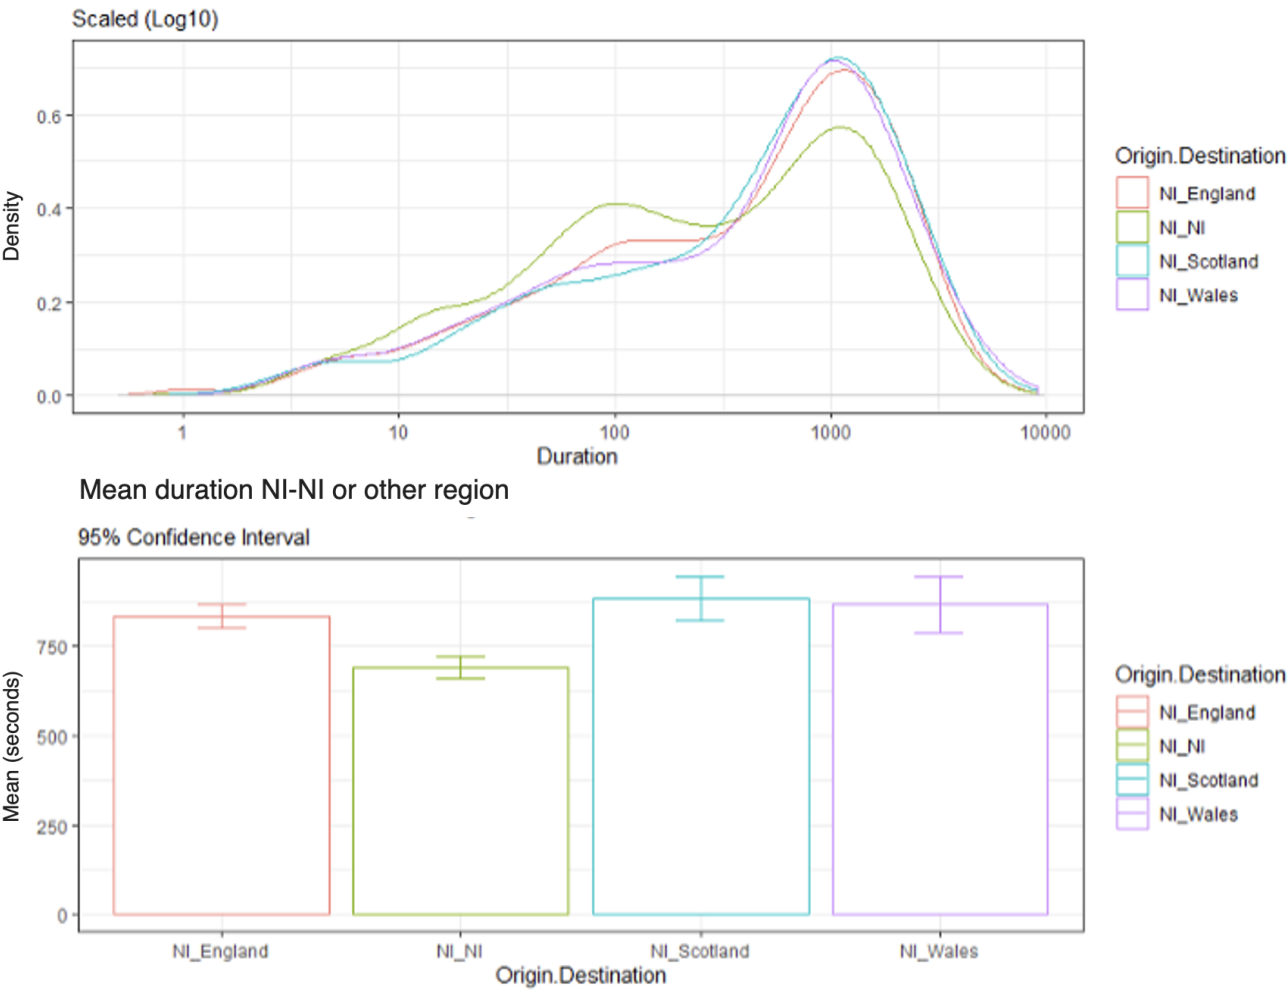 Scaled (Log10)
0.6
0.4
0.2
0.0
Density
1 10 100 1000 10000
Duration
Origin.Destination
NI_England
NI_NI
NI_Scotland
NI_Wales
Mean duration NI-NI or other region
95% Confidence Interval
750
500
250
0
Mean (seconds)
NI_England NI_NI NI_Scotland NI_Wales
Origin.Destination
Origin.Destination
NI_England
NI_NI
NI_Scotland
NI_Wales